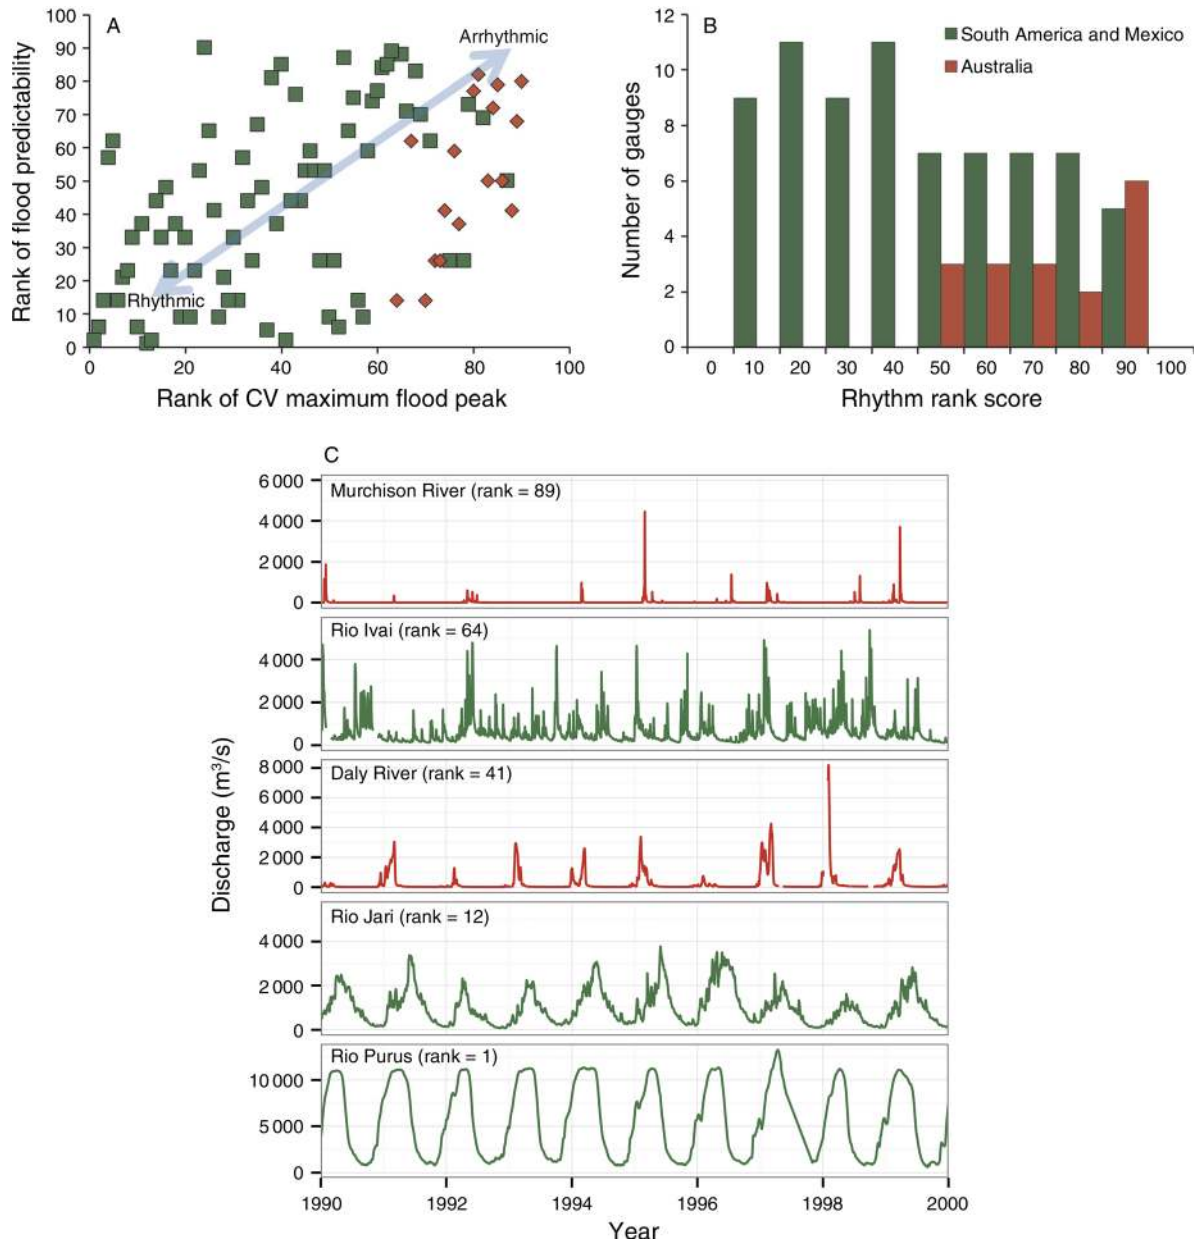 A
100
90
80
70
60
50
40
30
20
10
0
Rank of flood predictability
Arrhythmic
Rhythmic
0 20 40 60 80 100
Rank of CV maximum flood peak
B
12
10
8
6
4
2
0
Number of gauges
South America and Mexico
Australia
0 10 20 30 40 50 60 70 80 90 100
Rhythm rank score
C
Discharge (m³/s)
Murchison River (rank = 89)
6 000
4 000
2 000
0
Rio Ivai (rank = 64)
4 000
2 000
0
Daly River (rank = 41)
8 000
6 000
4 000
2 000
0
Rio Jari (rank = 12)
4 000
2 000
0
Rio Purus (rank = 1)
10 000
5 000
0
1990 1992 1994 1996 1998 2000
Year